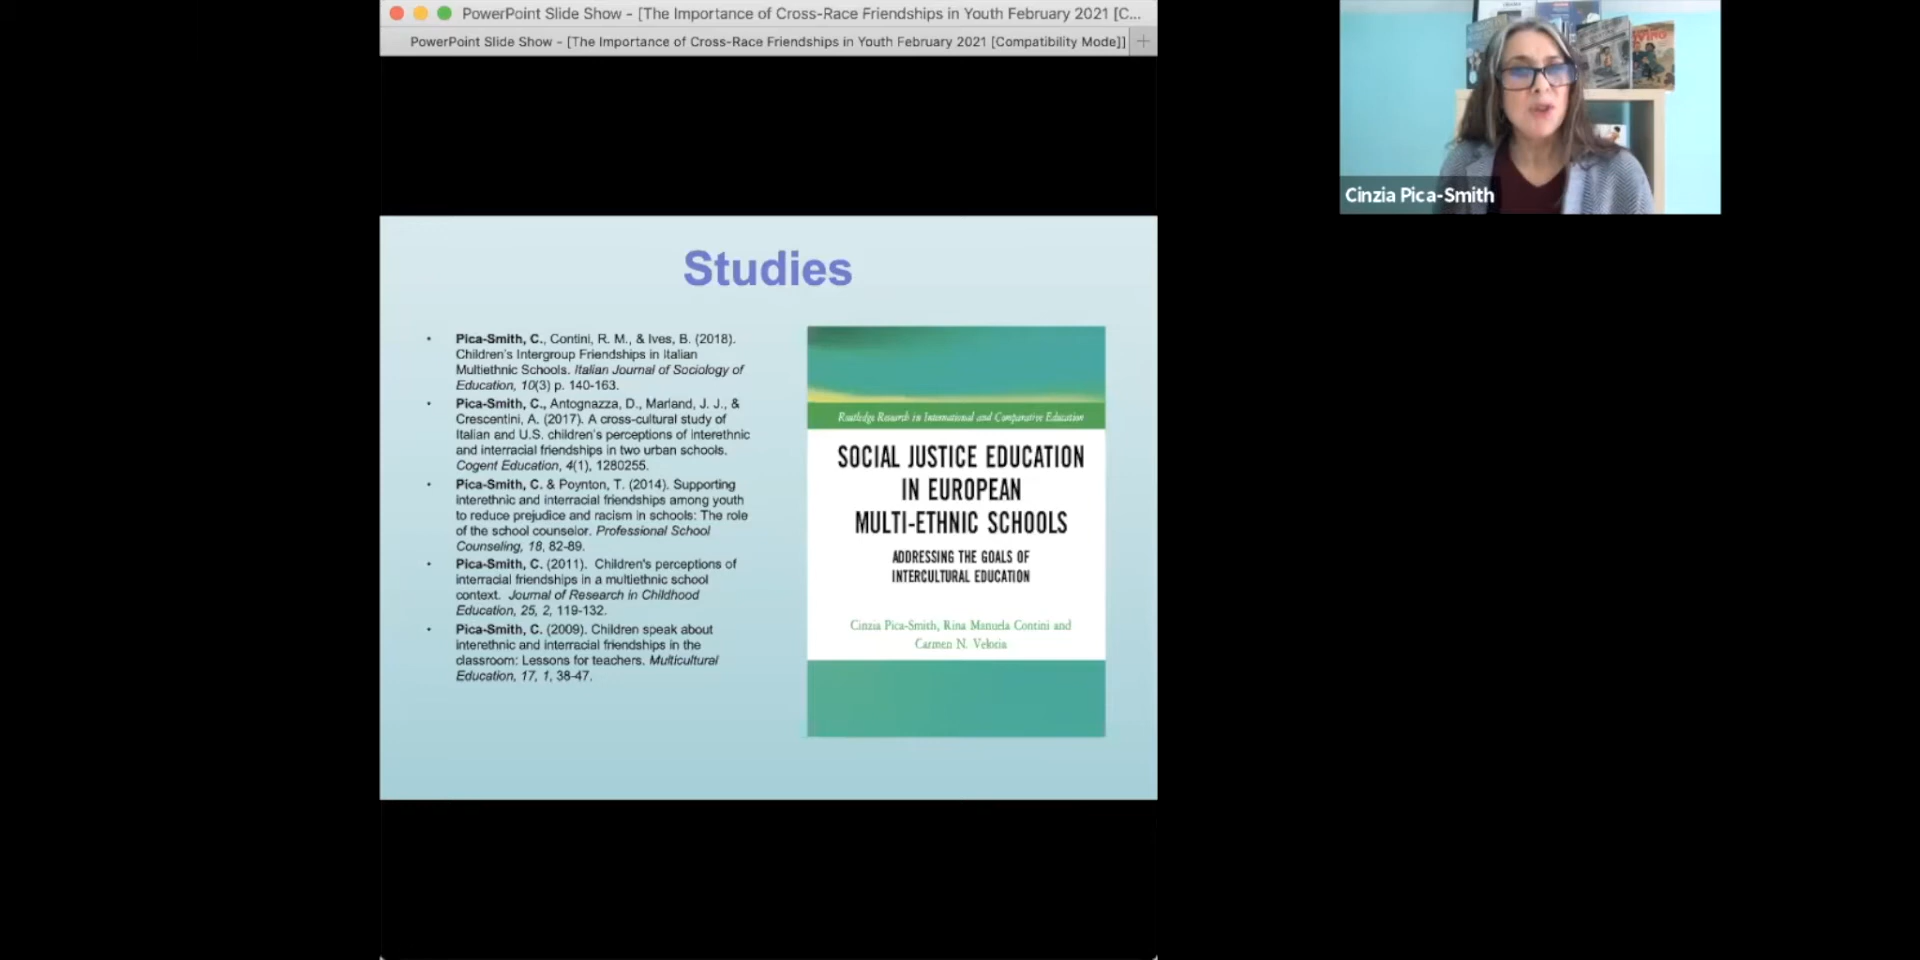 PowerPoint Slide Show - [The Importance of Cross-Race Friendships in Youth February 2021 [C...
PowerPoint Slide Show - [The Importance of Cross-Race Friendships in Youth February 2021 [Compatibility Mode]]
Cinzia Pica-Smith
Studies
• Pica-Smith, C., Contini, R. M., & Ives, B. (2018).
Children's Intergroup Friendships in Italian
Multiethnic Schools. Italian Journal of Sociology of
Education, 10(3) p. 140-163.
• Pica-Smith, C., Antognazza, D., Marland, J. J., &
Crescentini, A. (2017). A cross-cultural study of
Italian and U.S. children's perceptions of interethnic
and interracial friendships in two urban schools.
Cogent Education, 4(1), 1280255.
• Pica-Smith, C. & Poynton, T. (2014). Supporting
interethnic and interracial friendships among youth
to reduce prejudice and racism in schools: The role
of the school counselor. Professional School
Counseling, 18, 82-89.
• Pica-Smith, C. (2011). Children's perceptions of
interracial friendships in a multiethnic school
context. Journal of Research in Childhood
Education, 25, 2, 119-132.
• Pica-Smith, C. (2009). Children speak about
interethnic and interracial friendships in the
classroom: Lessons for teachers. Multicultural
Education, 17, 1, 38-47.
Routledge Research in International and Comparative Education
SOCIAL JUSTICE EDUCATION
IN EUROPEAN
MULTI-ETHNIC SCHOOLS
ADDRESSING THE GOALS OF
INTERCULTURAL EDUCATION
Cinzia Pica-Smith, Rina Manuela Contini and
Carmen N. Veloria